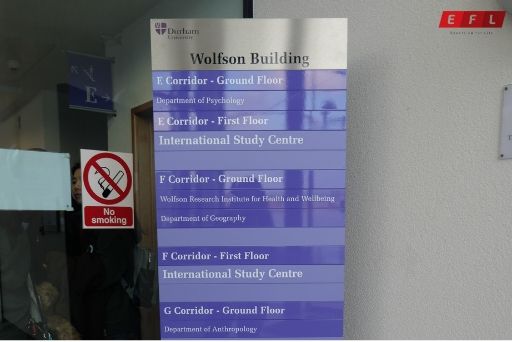 Durham
University
Wolfson Building
E Corridor - Ground Floor
Department of Psychology
E Corridor - First Floor
International Study Centre
F Corridor - Ground Floor
Wolfson Research Institute for Health and Wellbeing
Department of Geography
F Corridor - First Floor
International Study Centre
G Corridor - Ground Floor
Department of Anthropology
E
No
smoking
EFL